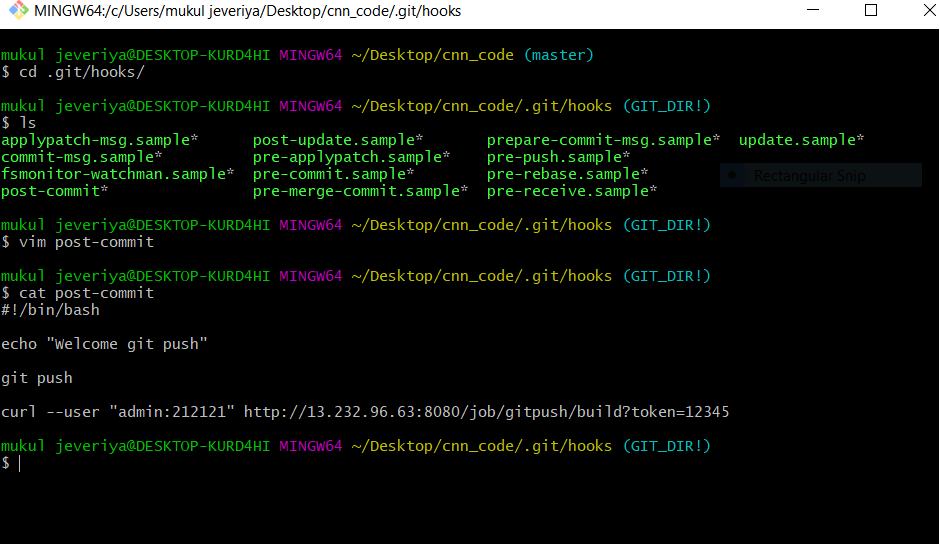 MINGW64:/c/Users/mukul jeveriya/Desktop/cnn_code/.git/hooks
mukul jeveriya@DESKTOP-KURD4HI MINGW64 ~/Desktop/cnn_code (master)
$ cd .git/hooks/
mukul jeveriya@DESKTOP-KURD4HI MINGW64 ~/Desktop/cnn_code/.git/hooks (GIT_DIR!)
$ ls
applypatch-msg.sample* post-update.sample* prepare-commit-msg.sample* update.sample*
commit-msg.sample* pre-applypatch.sample* pre-push.sample*
fsmonitor-watchman.sample* pre-commit.sample* pre-rebase.sample*
Rectangular Snip
post-commit* pre-merge-commit.sample* pre-receive.sample*
mukul jeveriya@DESKTOP-KURD4HI MINGW64 ~/Desktop/cnn_code/.git/hooks (GIT_DIR!)
$ vim post-commit
mukul jeveriya@DESKTOP-KURD4HI MINGW64 ~/Desktop/cnn_code/.git/hooks (GIT_DIR!)
$ cat post-commit
#!/bin/bash
echo "Welcome git push"
git push
curl --user "admin:212121" http://13.232.96.63:8080/job/gitpush/build?token=12345
mukul jeveriya@DESKTOP-KURD4HI MINGW64 ~/Desktop/cnn_code/.git/hooks (GIT_DIR!)
$